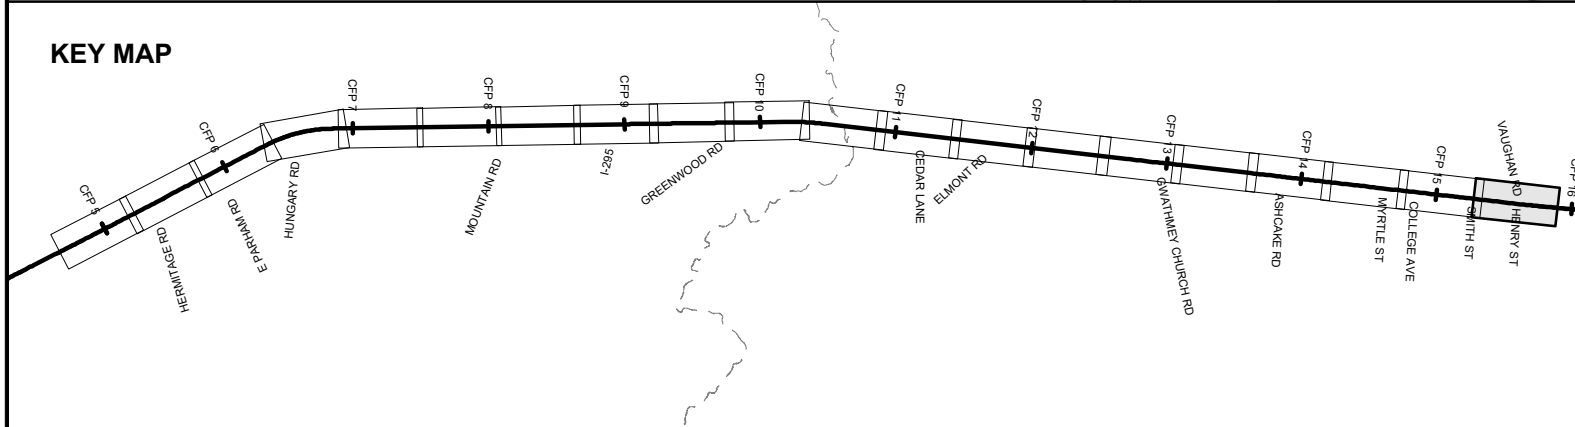 KEY MAP
CFP 5
CFP 6
CFP 7
CFP 8
CFP 9
CFP 10
CFP 11
CFP 12
CFP 13
CFP 14
CFP 15
CFP 16
HERMITAGE RD
E PARHAM RD
HUNGARY RD
MOUNTAIN RD
I-295
GREENWOOD RD
CEDAR LANE
ELMONT RD
GWATHMEY CHURCH RD
ASHCAKE RD
MYRTLE ST
COLLEGE AVE
SMITH ST
VAUGHAN RD
HENRY ST